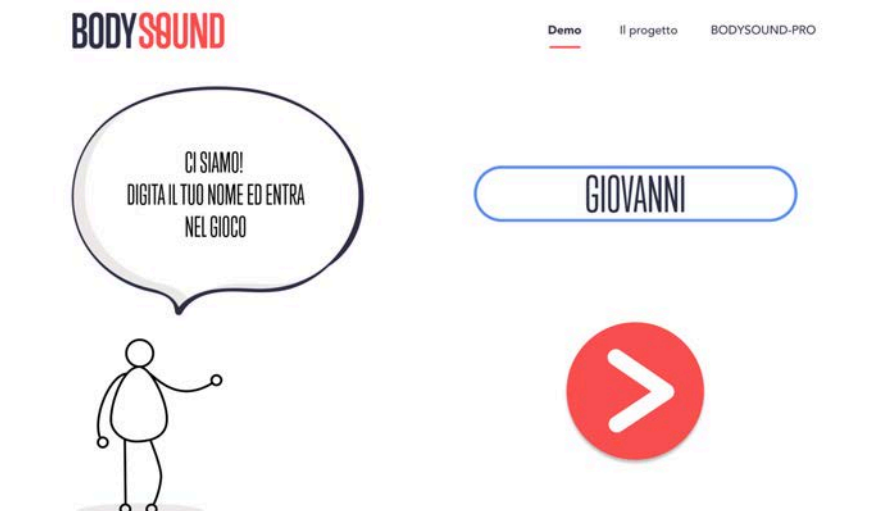 BODYSOUND
Demo Il progetto BODYSOUND-PRO
CI SIAMO!
DIGITA IL TUO NOME ED ENTRA
NEL GIOCO
GIOVANNI